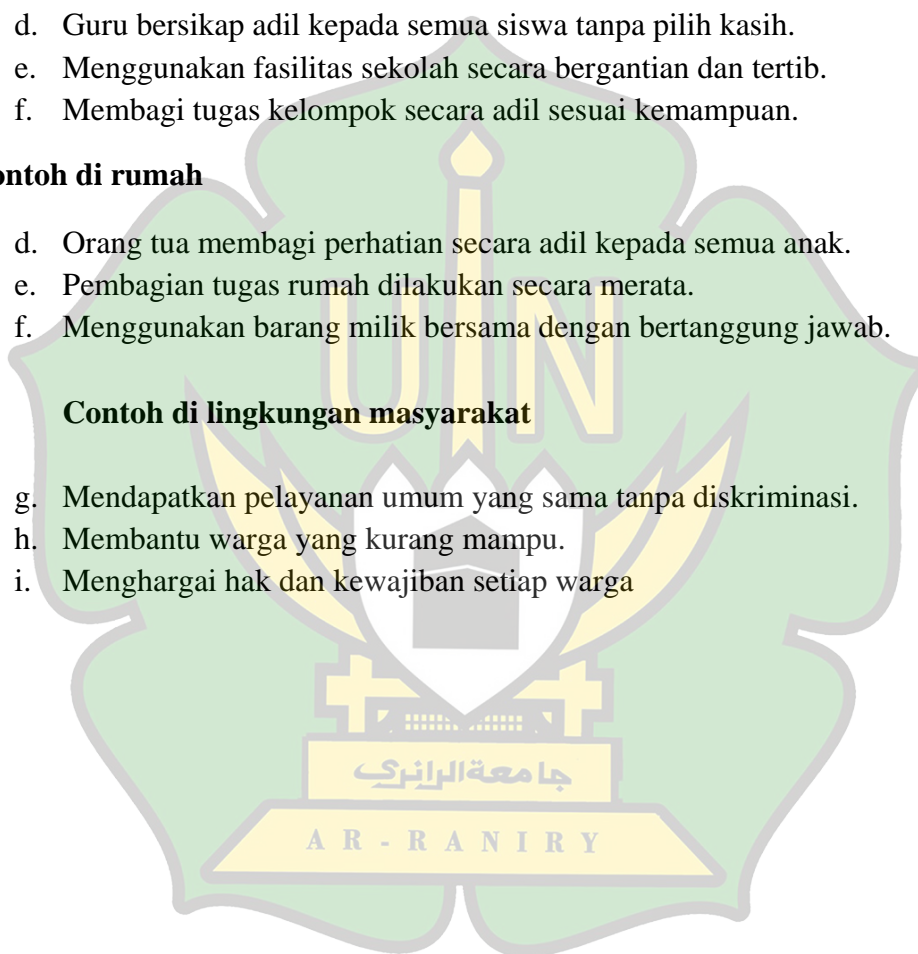 d. Guru bersikap adil kepada semua siswa tanpa pilih kasih.
e. Menggunakan fasilitas sekolah secara bergantian dan tertib.
f. Membagi tugas kelompok secara adil sesuai kemampuan.
ontoh di rumah
d. Orang tua membagi perhatian secara adil kepada semua anak.
e. Pembagian tugas rumah dilakukan secara merata.
f. Menggunakan barang milik bersama dengan bertanggung jawab.
UIN
Contoh di lingkungan masyarakat
g. Mendapatkan pelayanan umum yang sama tanpa diskriminasi.
h. Membantu warga yang kurang mampu.
i. Menghargai hak dan kewajiban setiap warga
جامعةالرانري
AR-RANIRY